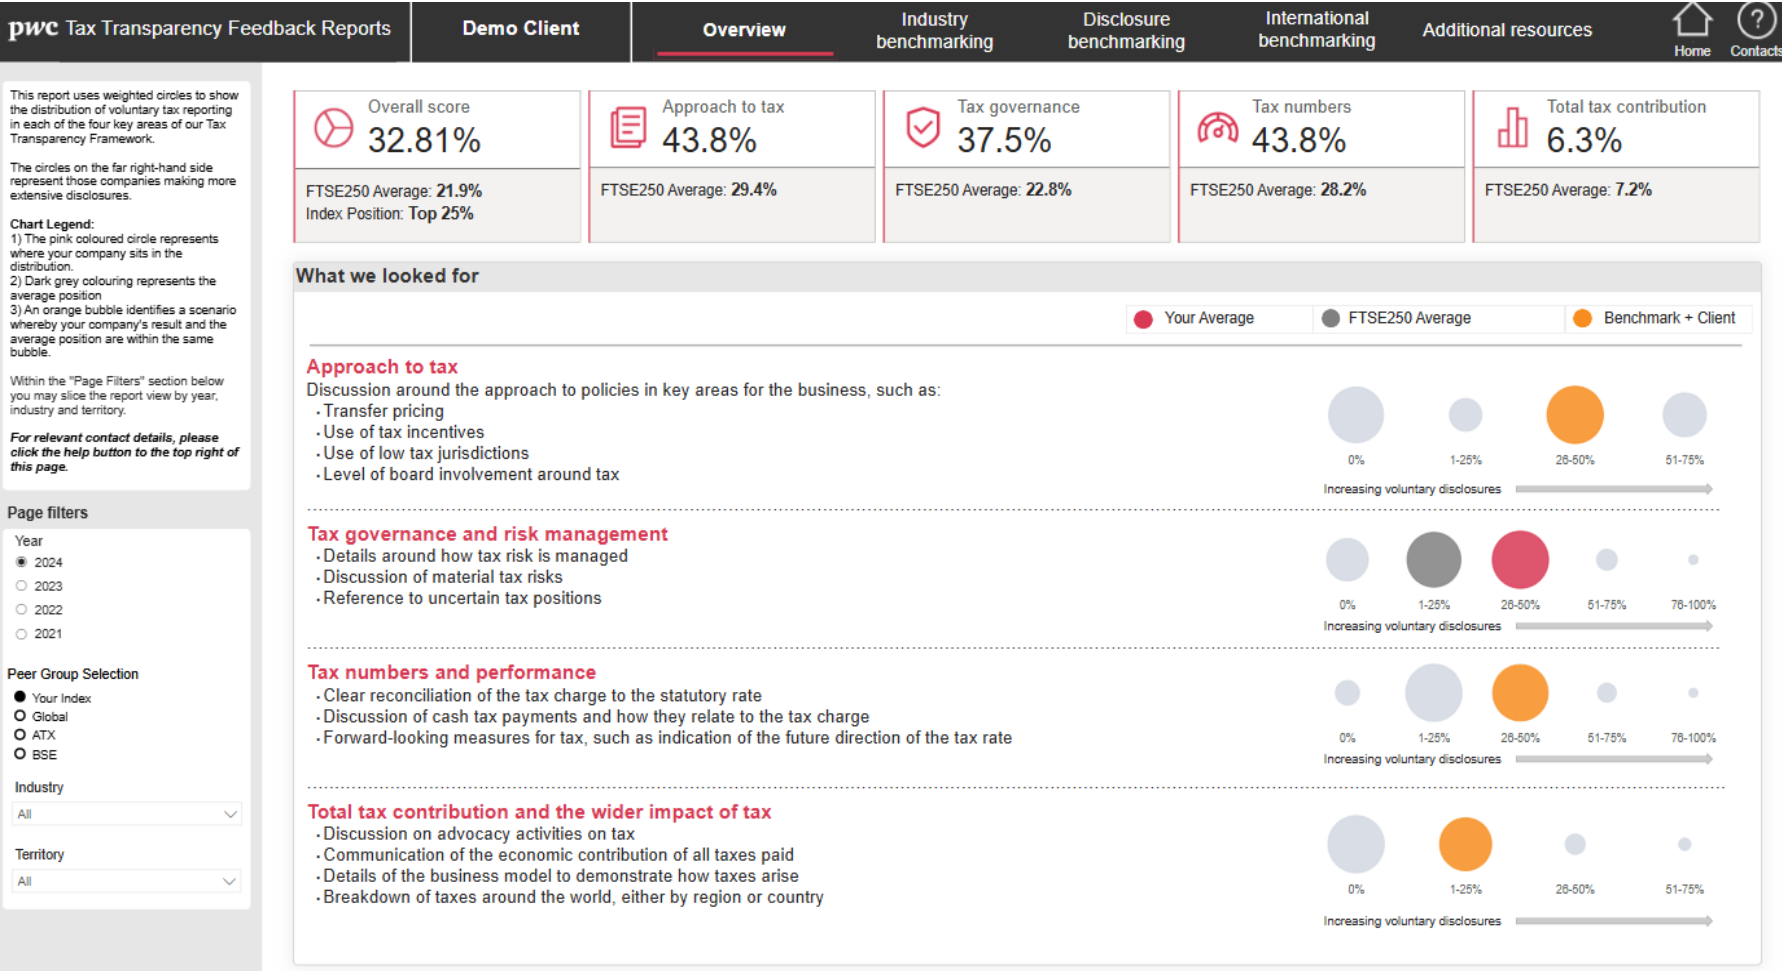 pwc Tax Transparency Feedback Reports
Demo Client
Overview
Industry
benchmarking
Disclosure
benchmarking
International
benchmarking
Additional resources
Home
Contacts
This report uses weighted circles to show
the distribution of voluntary tax reporting
in each of the four key areas of our Tax
Transparency Framework.
The circles on the far right-hand side
represent those companies making more
extensive disclosures.
Chart Legend:
1) The pink coloured circle represents
where your company sits in the
distribution.
2) Dark grey colouring represents the
average position
3) An orange bubble identifies a scenario
whereby your company's result and the
average position are within the same
bubble.
Within the "Page Filters" section below
you may slice the report view by year,
industry and territory.
For relevant contact details, please
click the help button to the top right of
this page.
Page filters
Year
2024
2023
2022
2021
Peer Group Selection
Your Index
Global
ATX
BSE
Industry
All
Territory
All
Overall score
32.81%
FTSE250 Average: 21.9%
Index Position: Top 25%
Approach to tax
43.8%
FTSE250 Average: 29.4%
Tax governance
37.5%
FTSE250 Average: 22.8%
Tax numbers
43.8%
FTSE250 Average: 28.2%
Total tax contribution
6.3%
FTSE250 Average: 7.2%
What we looked for
Your Average
FTSE250 Average
Benchmark + Client
Approach to tax
Discussion around the approach to policies in key areas for the business, such as:
· Transfer pricing
· Use of tax incentives
· Use of low tax jurisdictions
· Level of board involvement around tax
0% 1-25% 26-50% 51-75%
Increasing voluntary disclosures
Tax governance and risk management
· Details around how tax risk is managed
· Discussion of material tax risks
· Reference to uncertain tax positions
0% 1-25% 26-50% 51-75% 76-100%
Increasing voluntary disclosures
Tax numbers and performance
· Clear reconciliation of the tax charge to the statutory rate
· Discussion of cash tax payments and how they relate to the tax charge
· Forward-looking measures for tax, such as indication of the future direction of the tax rate
0% 1-25% 26-50% 51-75% 76-100%
Increasing voluntary disclosures
Total tax contribution and the wider impact of tax
· Discussion on advocacy activities on tax
· Communication of the economic contribution of all taxes paid
· Details of the business model to demonstrate how taxes arise
· Breakdown of taxes around the world, either by region or country
0% 1-25% 26-50% 51-75%
Increasing voluntary disclosures